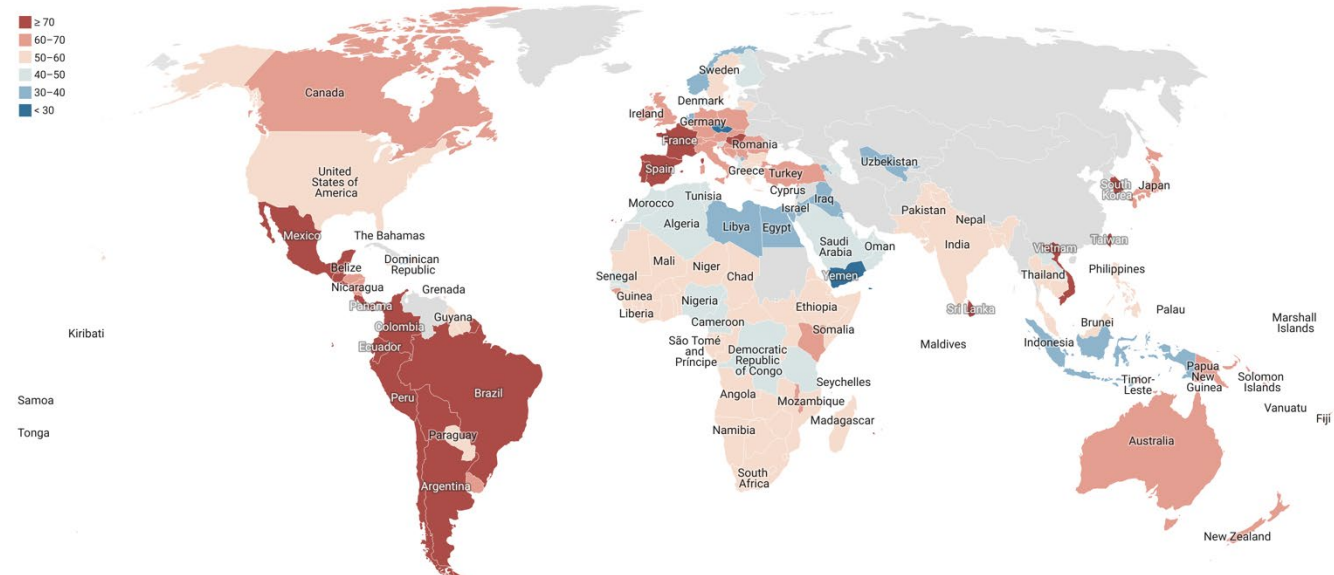 ≥ 70
60–70
50–60
40–50
30–40
< 30
Canada
United
States of
America
Mexico
The Bahamas
Belize
Dominican
Republic
Nicaragua
Grenada
Panama
Guyana
Colombia
Ecuador
Peru
Brazil
Paraguay
Argentina
Kiribati
Samoa
Tonga
Sweden
Denmark
Ireland
Germany
France
Romania
Spain
Greece
Turkey
Uzbekistan
Cyprus
Tunisia
Morocco
Israel
Iraq
Algeria
Libya
Egypt
Saudi
Arabia
Oman
Yemen
Mali
Niger
Chad
Senegal
Guinea
Nigeria
Ethiopia
Liberia
Cameroon
Somalia
São Tomé
and
Príncipe
Democratic
Republic
of Congo
Seychelles
Angola
Mozambique
Madagascar
Namibia
South
Africa
Pakistan
Nepal
India
South
Korea
Japan
Taiwan
Vietnam
Thailand
Philippines
Sri Lanka
Maldives
Brunei
Palau
Marshall
Islands
Indonesia
Timor-
Leste
Papua
New
Guinea
Solomon
Islands
Vanuatu
Fiji
Australia
New Zealand